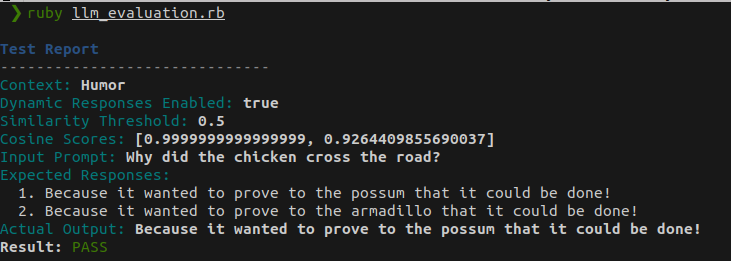 ❯ ruby llm_evaluation.rb
Test Report
------------------------------
Context: Humor
Dynamic Responses Enabled: true
Similarity Threshold: 0.5
Cosine Scores: [0.9999999999999999, 0.9264409855690037]
Input Prompt: Why did the chicken cross the road?
Expected Responses:
1. Because it wanted to prove to the possum that it could be done!
2. Because it wanted to prove to the armadillo that it could be done!
Actual Output: Because it wanted to prove to the possum that it could be done!
Result: PASS